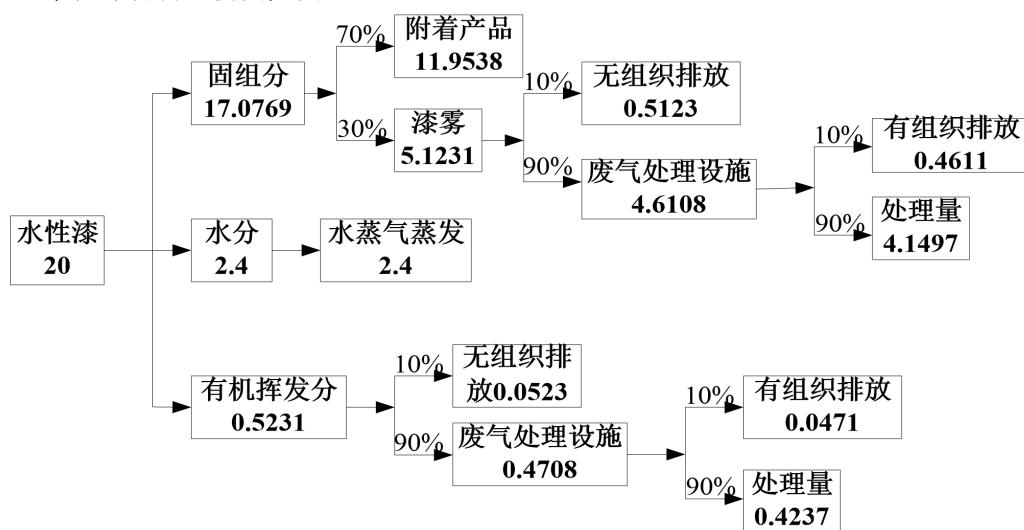 70%
附着产品
11.9538
固组分
17.0769
10%
无组织排放
0.5123
30%
漆雾
5.1231
10%
有组织排放
0.4611
90%
废气处理设施
4.6108
90%
处理量
4.1497
水性漆
20
水分
2.4
水蒸气蒸发
2.4
10%
无组织排
放0.0523
有机挥发分
0.5231
10%
有组织排放
0.0471
90%
废气处理设施
0.4708
90%
处理量
0.4237